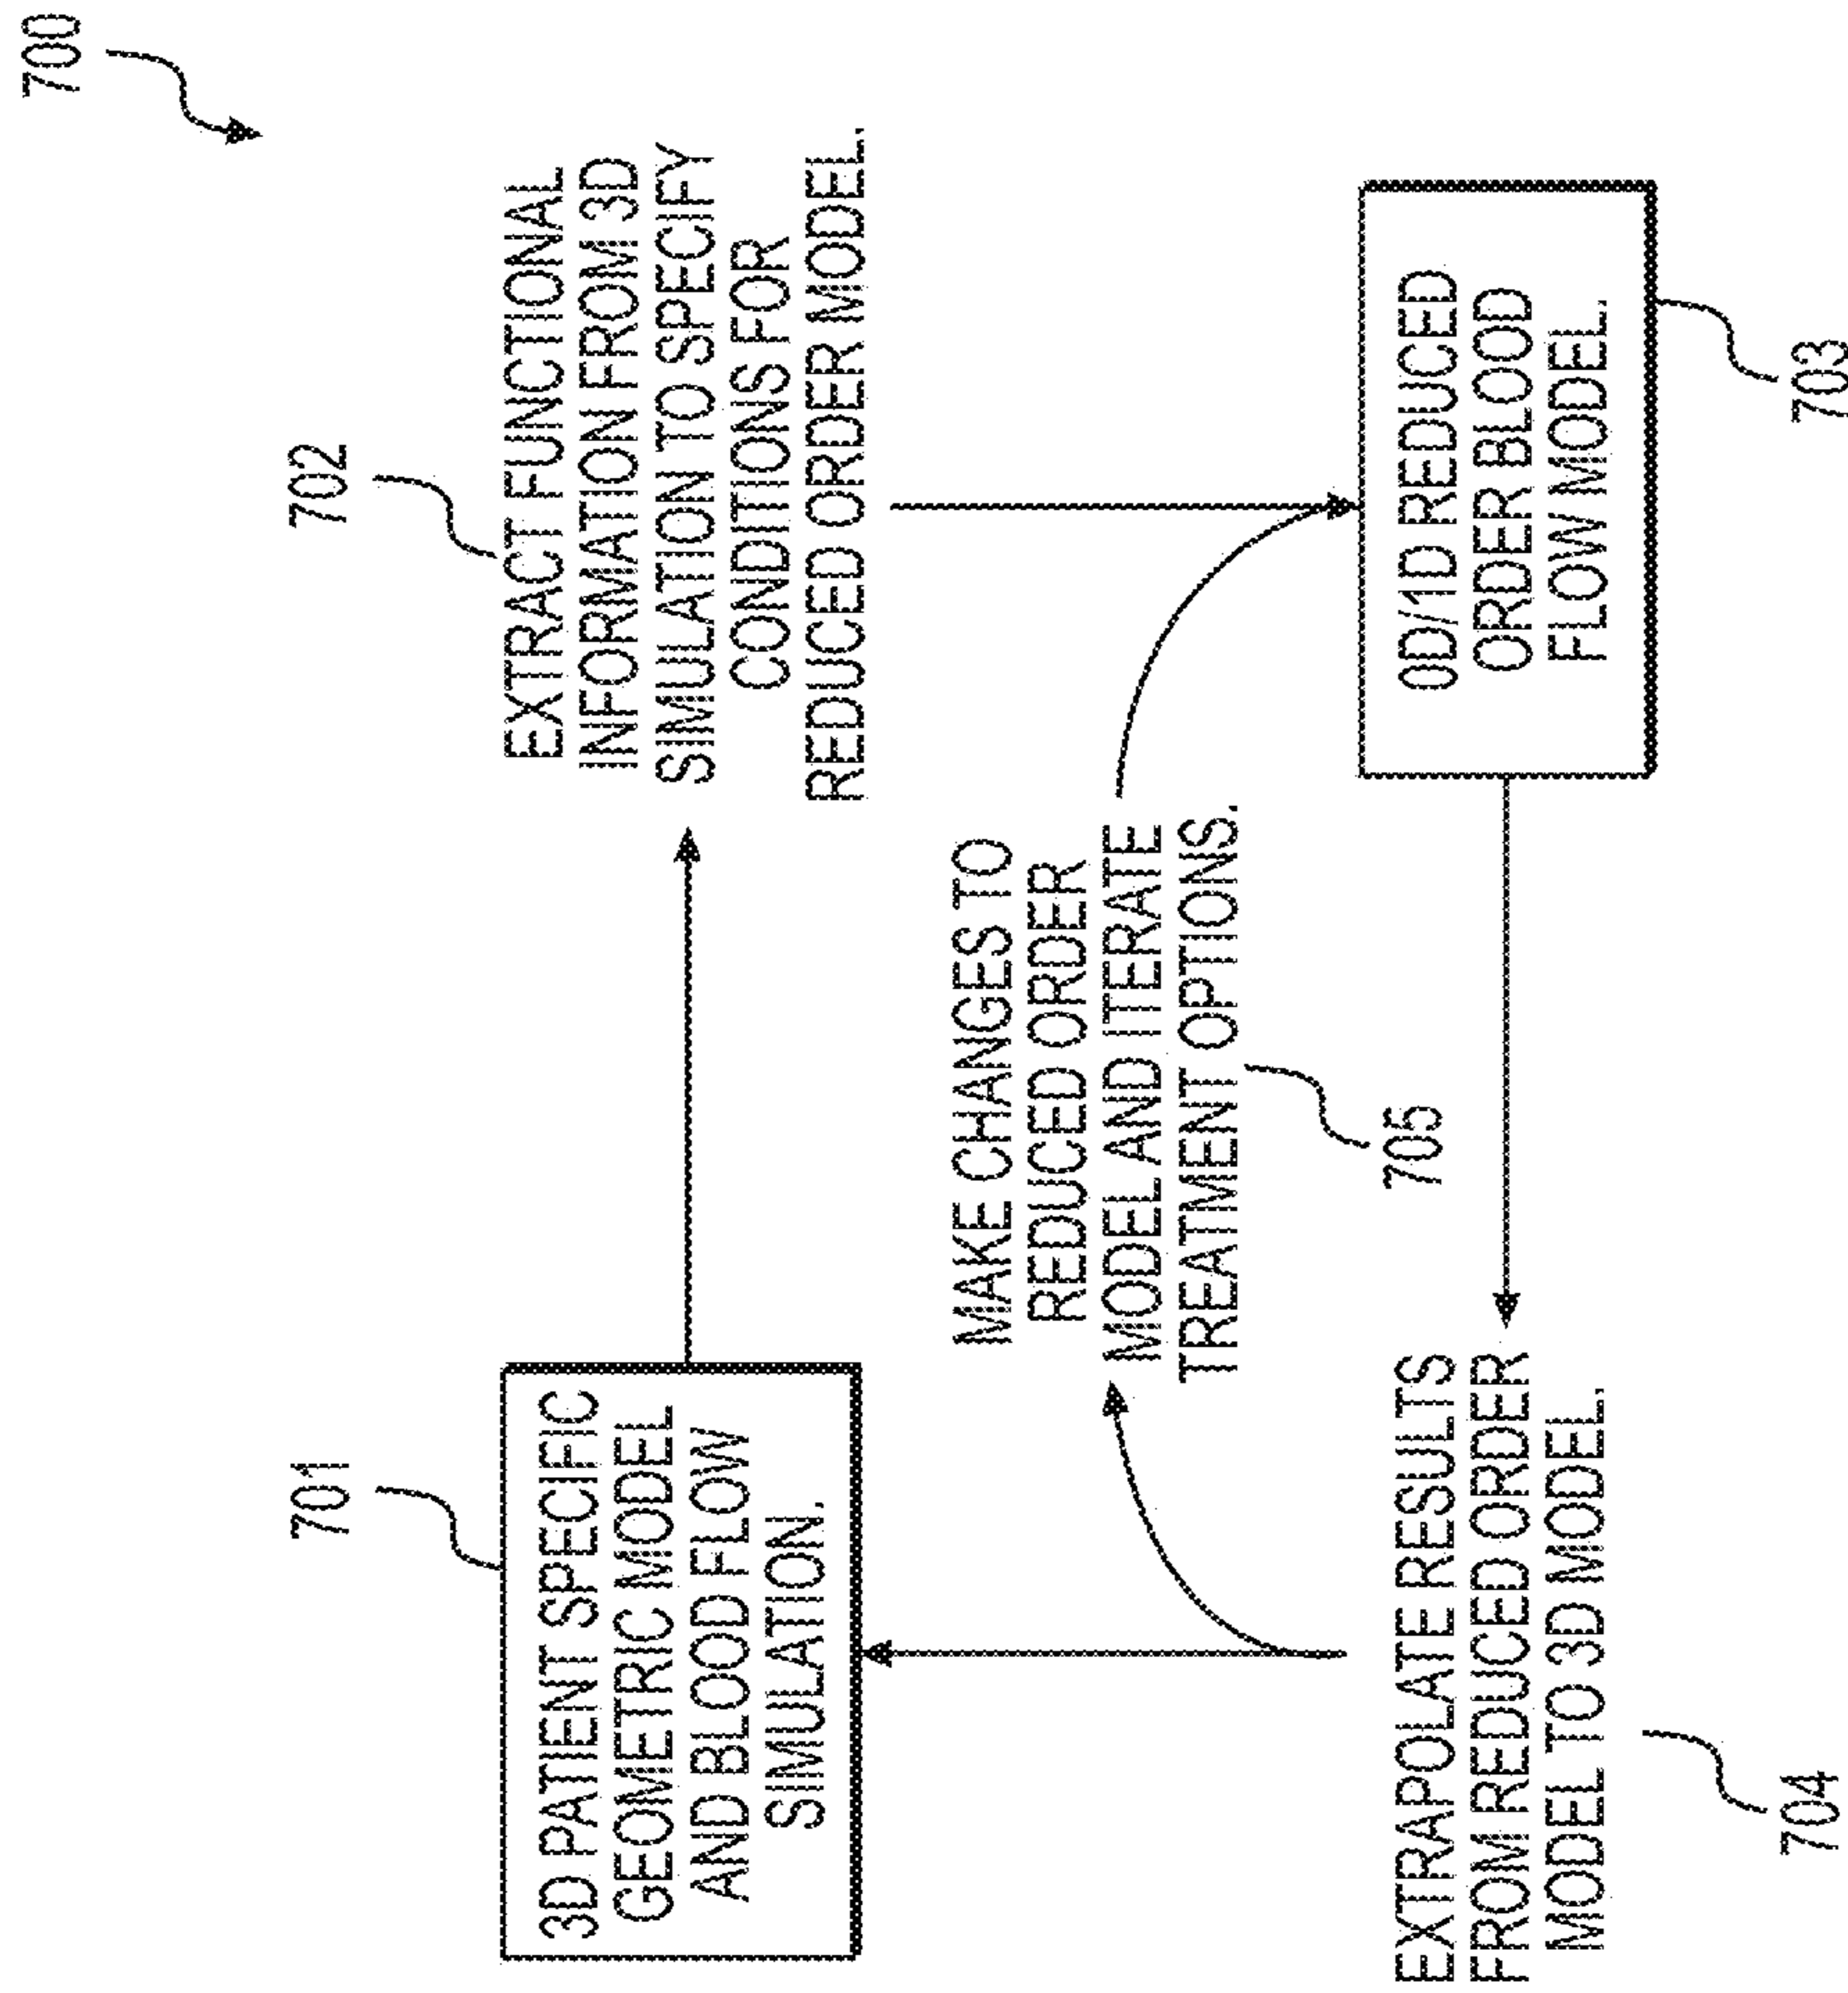 700
701
3D PATIENT SPECIFIC
GEOMETRIC MODEL
AND BLOOD FLOW
SIMULATION.
702
EXTRACT FUNCTIONAL
INFORMATION FROM 3D
SIMULATION TO SPECIFY
CONDITIONS FOR
REDUCED ORDER MODEL.
MAKE CHANGES TO
REDUCED ORDER
MODEL AND ITERATE
TREATMENT OPTIONS.
705
EXTRAPOLATE RESULTS
FROM REDUCED ORDER
MODEL TO 3D MODEL.
704
0D/1D REDUCED
ORDER BLOOD
FLOW MODEL.
703